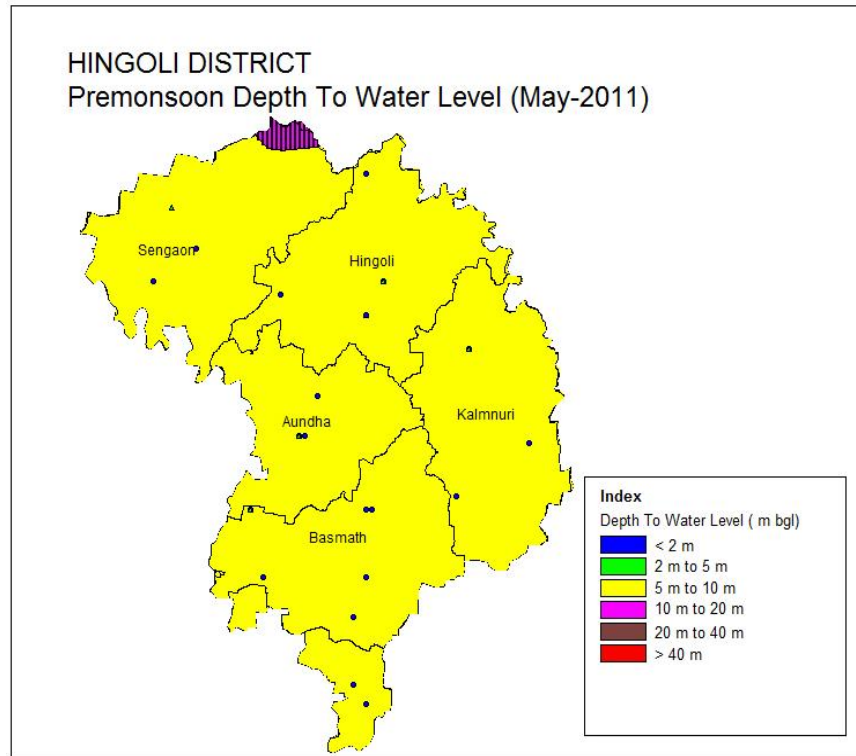 HINGOLI DISTRICT
Premonsoon Depth To Water Level (May-2011)
Sengaon
Hingoli
Kalmnuri
Aundha
Basmath
Index
Depth To Water Level ( m bgl)
< 2 m
2 m to 5 m
5 m to 10 m
10 m to 20 m
20 m to 40 m
> 40 m